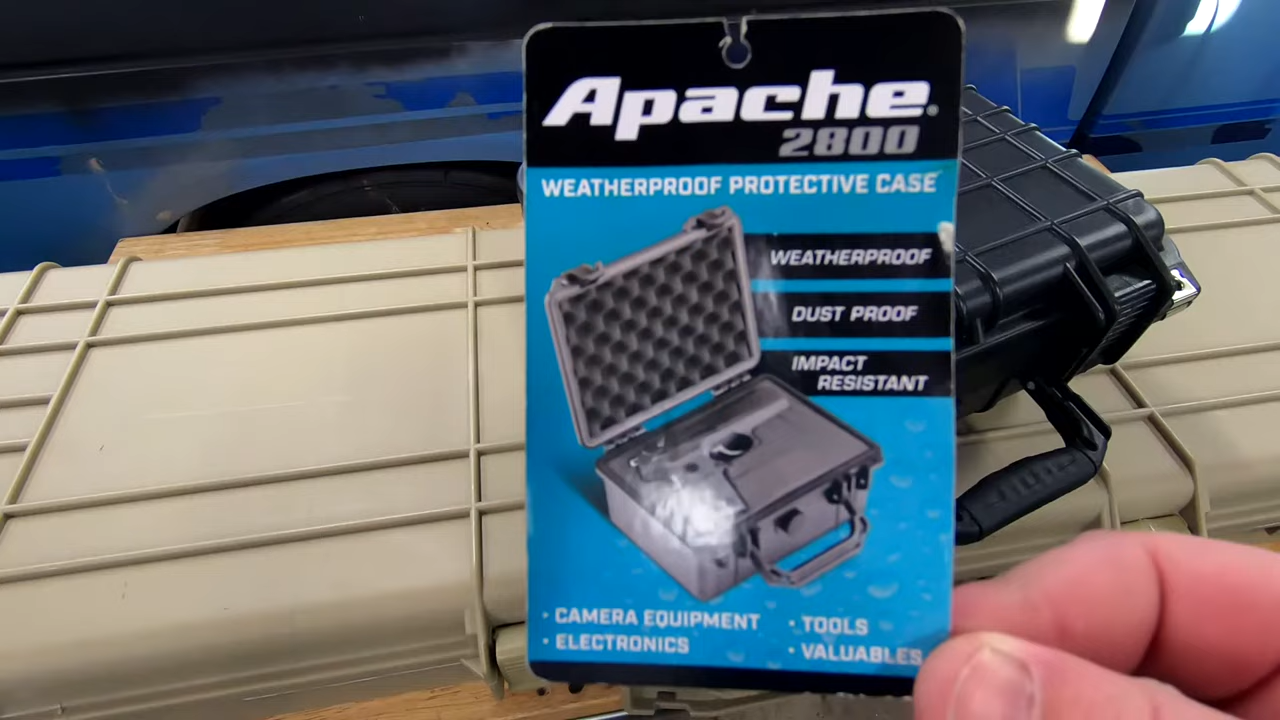 Apache®
2800
WEATHERPROOF PROTECTIVE CASE
WEATHERPROOF
DUST PROOF
IMPACT
RESISTANT
• CAMERA EQUIPMENT
• ELECTRONICS
• TOOLS
• VALUABLES